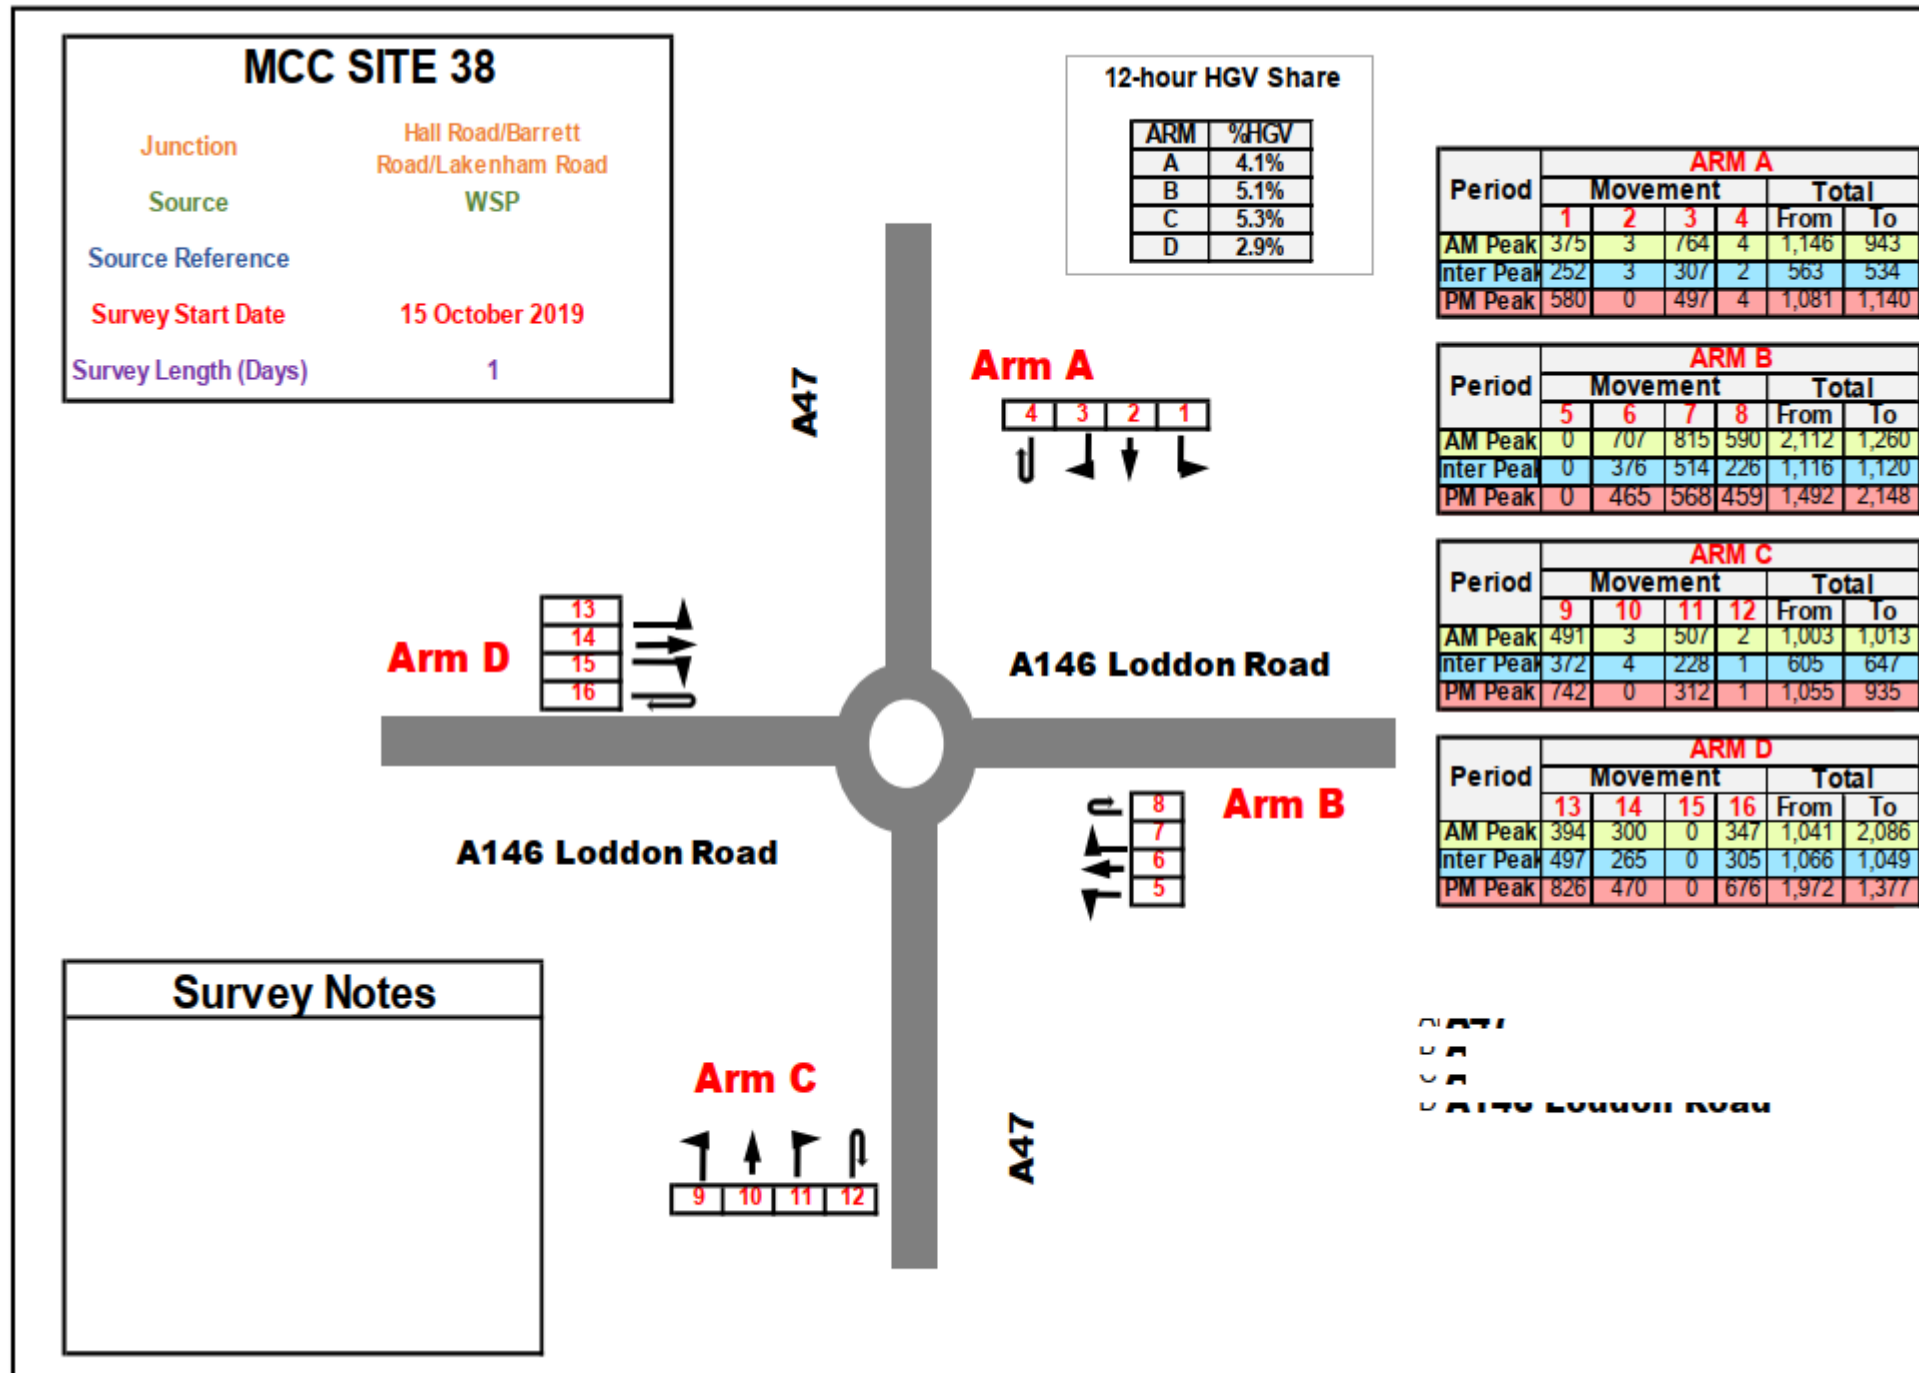 MCC SITE 38
Junction
Hall Road/Barrett
Road/Lakenham Road
Source
WSP
Source Reference
Survey Start Date
15 October 2019
Survey Length (Days)
1
12-hour HGV Share
ARM %HGV
A 4.1%
B 5.1%
C 5.3%
D 2.9%
A47
Arm A
4 3 2 1
Arm D
13
14
15
16
A146 Loddon Road
A146 Loddon Road
8
7
6
5
Arm B
Arm C
9 10 11 12
A47
Survey Notes
Period ARM A
Movement Total
1 2 3 4 From To
AM Peak 375 3 764 4 1,146 943
nter Peak 252 3 307 2 563 534
PM Peak 580 0 497 4 1,081 1,140
Period ARM B
Movement Total
5 6 7 8 From To
AM Peak 0 707 815 590 2,112 1,260
nter Peak 0 376 514 226 1,116 1,120
PM Peak 0 465 568 459 1,492 2,148
Period ARM C
Movement Total
9 10 11 12 From To
AM Peak 491 3 507 2 1,003 1,013
nter Peak 372 4 228 1 605 647
PM Peak 742 0 312 1 1,055 935
Period ARM D
Movement Total
13 14 15 16 From To
AM Peak 394 300 0 347 1,041 2,086
nter Peak 497 265 0 305 1,066 1,049
PM Peak 826 470 0 676 1,972 1,377
A47
A146 Loddon Road